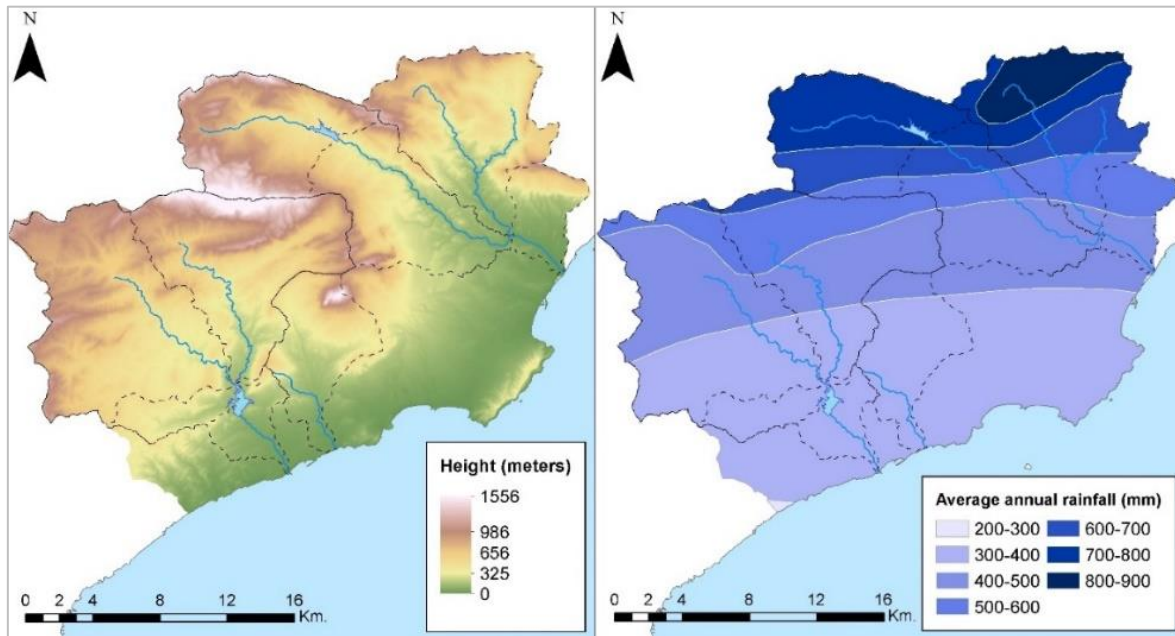 N
Height (meters)
1556
986
656
325
0
0 2 4 8 12 16
Km.
N
Average annual rainfall (mm)
200-300 600-700
300-400 700-800
400-500 800-900
500-600
0 2 4 8 12 16
Km.